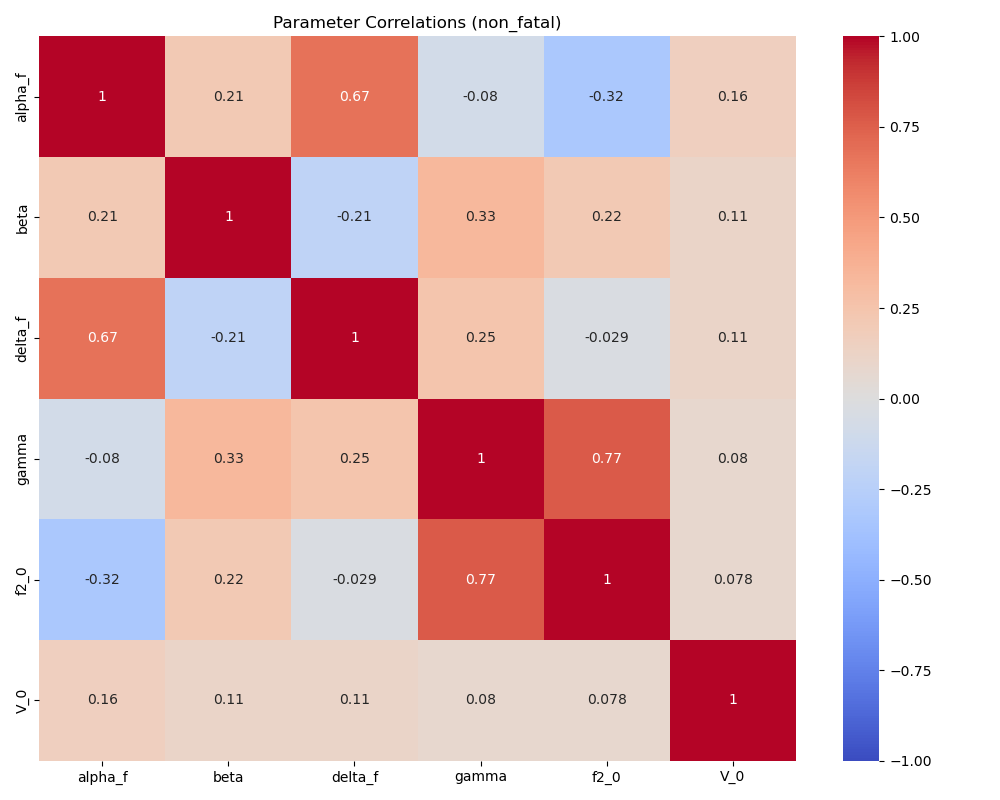 Parameter Correlations (non_fatal)
alpha_f 1 0.21 0.67 -0.08 -0.32 0.16
beta 0.21 1 -0.21 0.33 0.22 0.11
delta_f 0.67 -0.21 1 0.25 -0.029 0.11
gamma -0.08 0.33 0.25 1 0.77 0.08
f2_0 -0.32 0.22 -0.029 0.77 1 0.078
V_0 0.16 0.11 0.11 0.08 0.078 1
alpha_f beta delta_f gamma f2_0 V_0
1.00
0.75
0.50
0.25
0.00
−0.25
−0.50
−0.75
−1.00